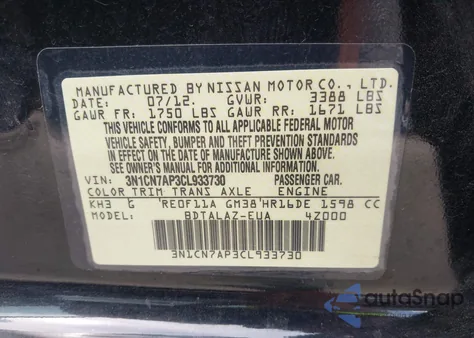 MANUFACTURED BY NISSAN MOTOR CO., LTD.
DATE: 07/12. GVWR: 3388 LBS
GAWR FR: 1750 LBS GAWR RR: 1671 LBS
THIS VEHICLE CONFORMS TO ALL APPLICABLE FEDERAL MOTOR
VEHICLE SAFETY, BUMPER AND THEFT PREVENTION STANDARDS
IN EFFECT ON THE DATE OF MANUFACTURE SHOWN ABOVE.
SEE OWNER'S MANUAL FOR ADDITIONAL INFORMATION.
VIN: 3N1CN7AP3CL933730 PASSENGER CAR.
COLOR TRIM TRANS AXLE ENGINE
KH3 G 'RE0F11A GM38'HR16DE 1598 CC
MODEL: BDTALAZ-EUA 4Z000
3N1CN7AP3CL933730
autoSnap